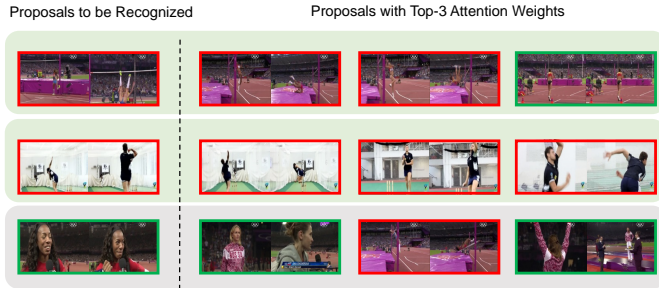 Proposals to be Recognized
Proposals with Top-3 Attention Weights